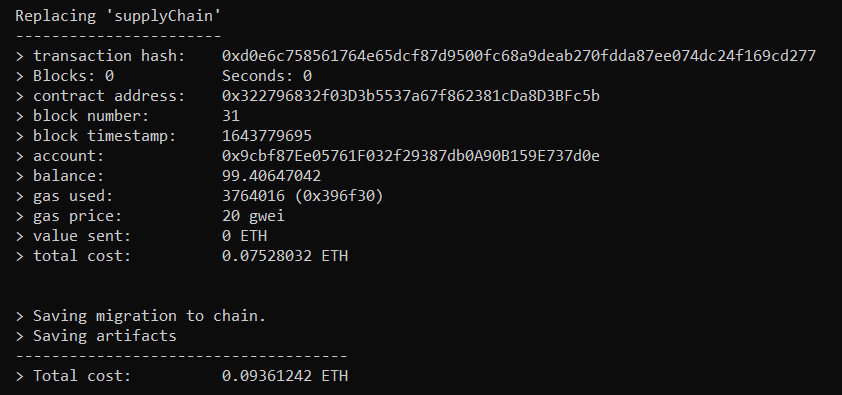 Replacing 'supplyChain'
-----------------------
> transaction hash:    0xd0e6c758561764e65dcf87d9500fc68a9deab270fdda87ee074dc24f169cd277
> Blocks: 0            Seconds: 0
> contract address:    0x322796832f03D3b5537a67f862381cDa8D3BFc5b
> block number:        31
> block timestamp:     1643779695
> account:             0x9cbf87Ee05761F032f29387db0A90B159E737d0e
> balance:             99.40647042
> gas used:            3764016 (0x396f30)
> gas price:           20 gwei
> value sent:          0 ETH
> total cost:          0.07528032 ETH
> Saving migration to chain.
> Saving artifacts
-------------------------------------
> Total cost:          0.09361242 ETH